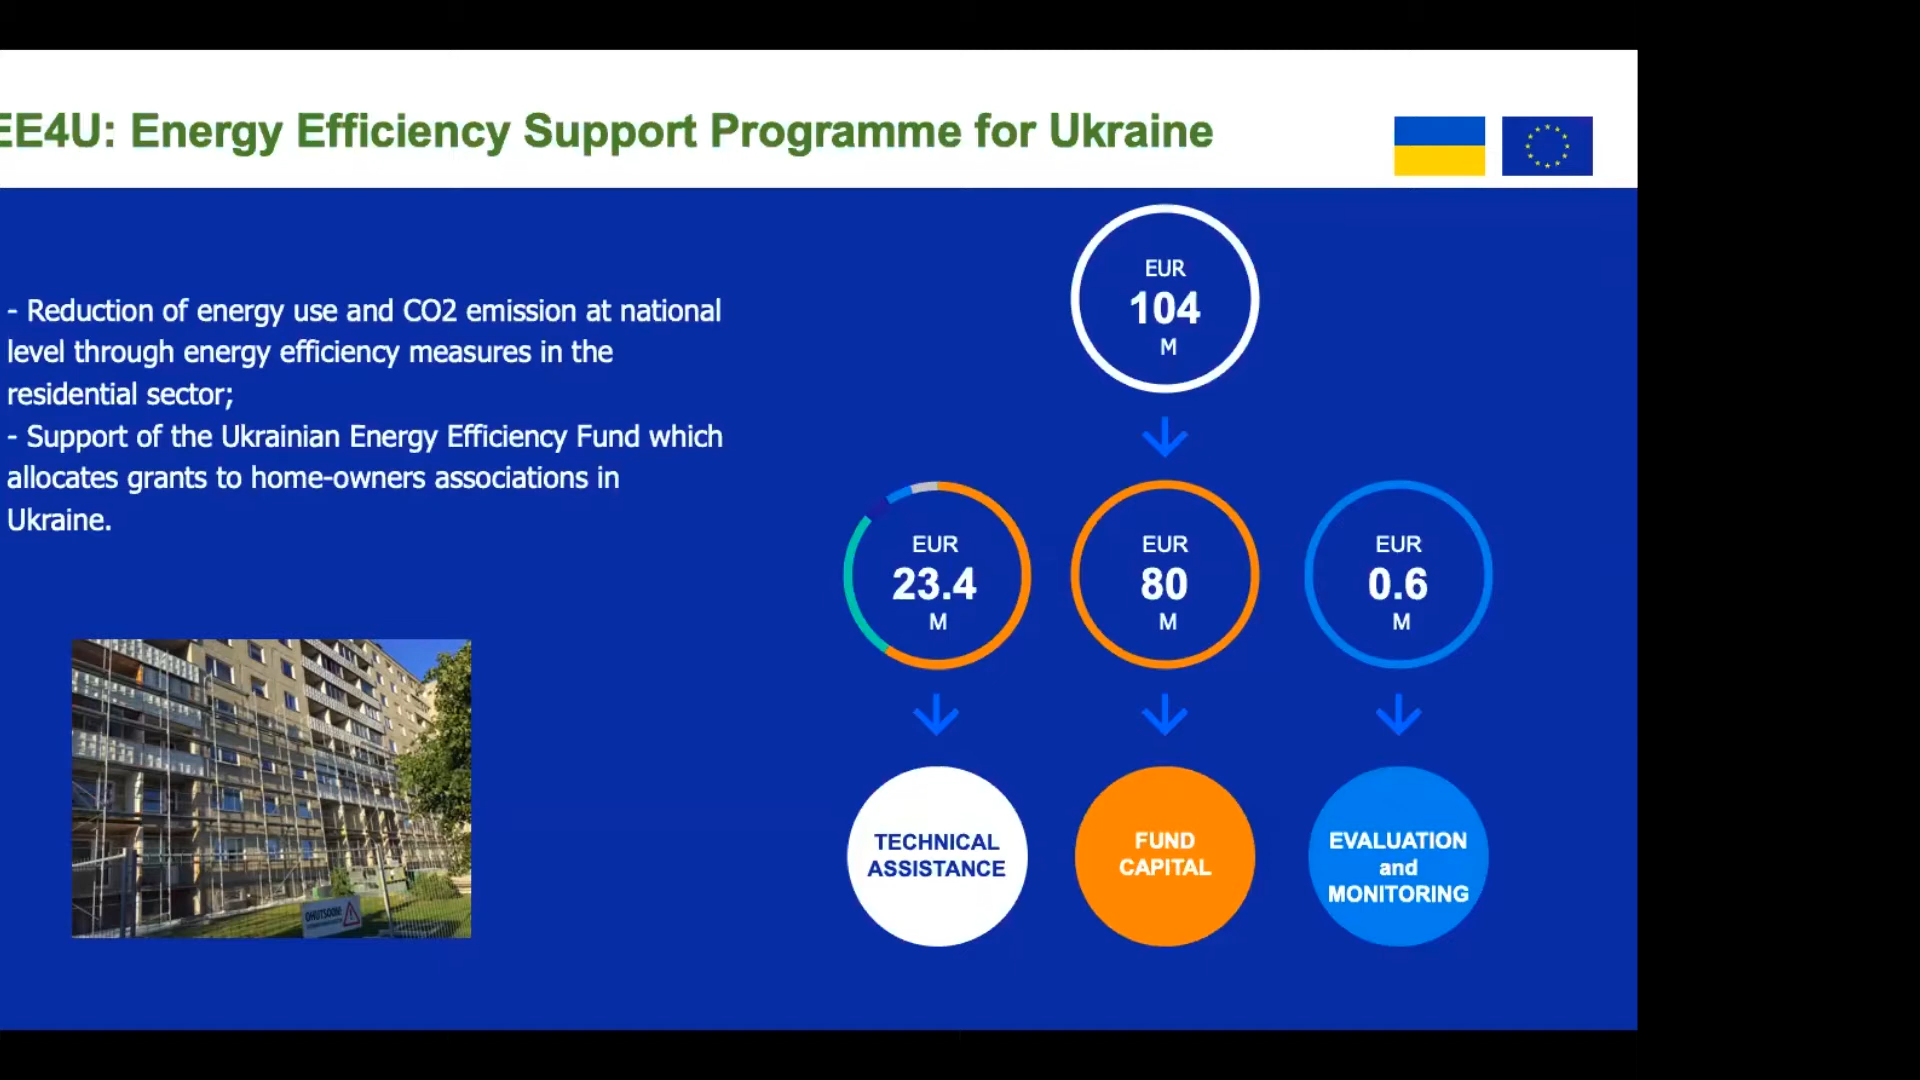 EE4U: Energy Efficiency Support Programme for Ukraine
- Reduction of energy use and CO2 emission at national
level through energy efficiency measures in the
residential sector;
- Support of the Ukrainian Energy Efficiency Fund which
allocates grants to home-owners associations in
Ukraine.
EUR
104
M
EUR
23.4
M
EUR
80
M
EUR
0.6
M
TECHNICAL
ASSISTANCE
FUND
CAPITAL
EVALUATION
and
MONITORING
OHUTSOON!